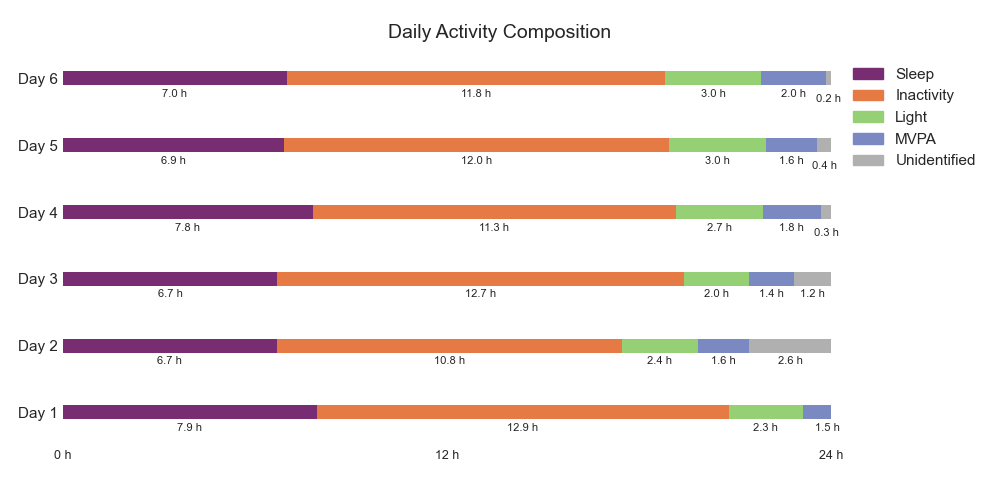 Daily Activity Composition
Day 6
7.0 h 11.8 h 3.0 h 2.0 h 0.2 h
Day 5
6.9 h 12.0 h 3.0 h 1.6 h 0.4 h
Day 4
7.8 h 11.3 h 2.7 h 1.8 h 0.3 h
Day 3
6.7 h 12.7 h 2.0 h 1.4 h 1.2 h
Day 2
6.7 h 10.8 h 2.4 h 1.6 h 2.6 h
Day 1
7.9 h 12.9 h 2.3 h 1.5 h
0 h 12 h 24 h
Sleep
Inactivity
Light
MVPA
Unidentified